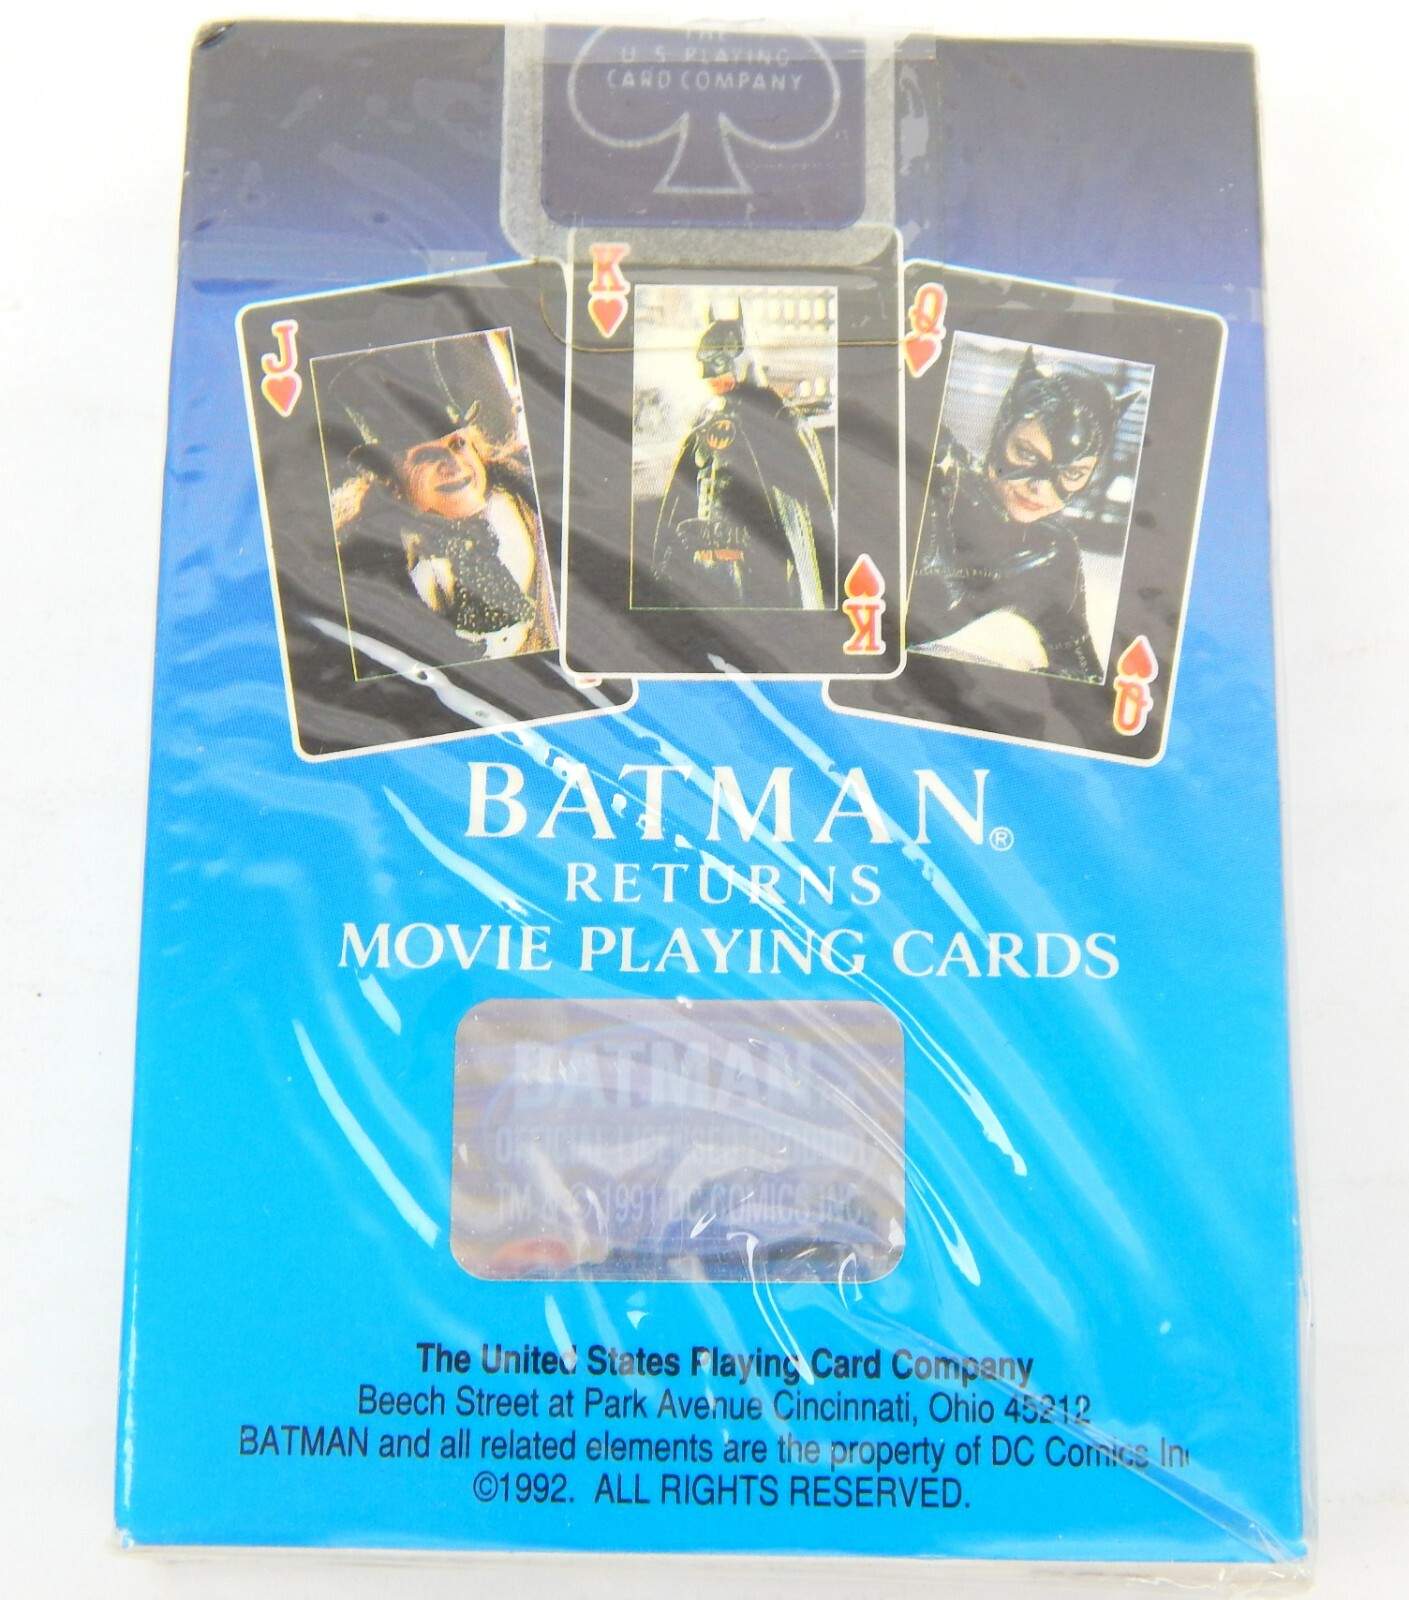 THE
U.S. PLAYING
CARD COMPANY
J
K
Q
K
Q
BATMAN®
RETURNS
MOVIE PLAYING CARDS
BATMAN
OFFICIAL LICENSED PRODUCT
TM & © 1991 DC COMICS INC.
The United States Playing Card Company
Beech Street at Park Avenue Cincinnati, Ohio 45212
BATMAN and all related elements are the property of DC Comics In
©1992. ALL RIGHTS RESERVED.